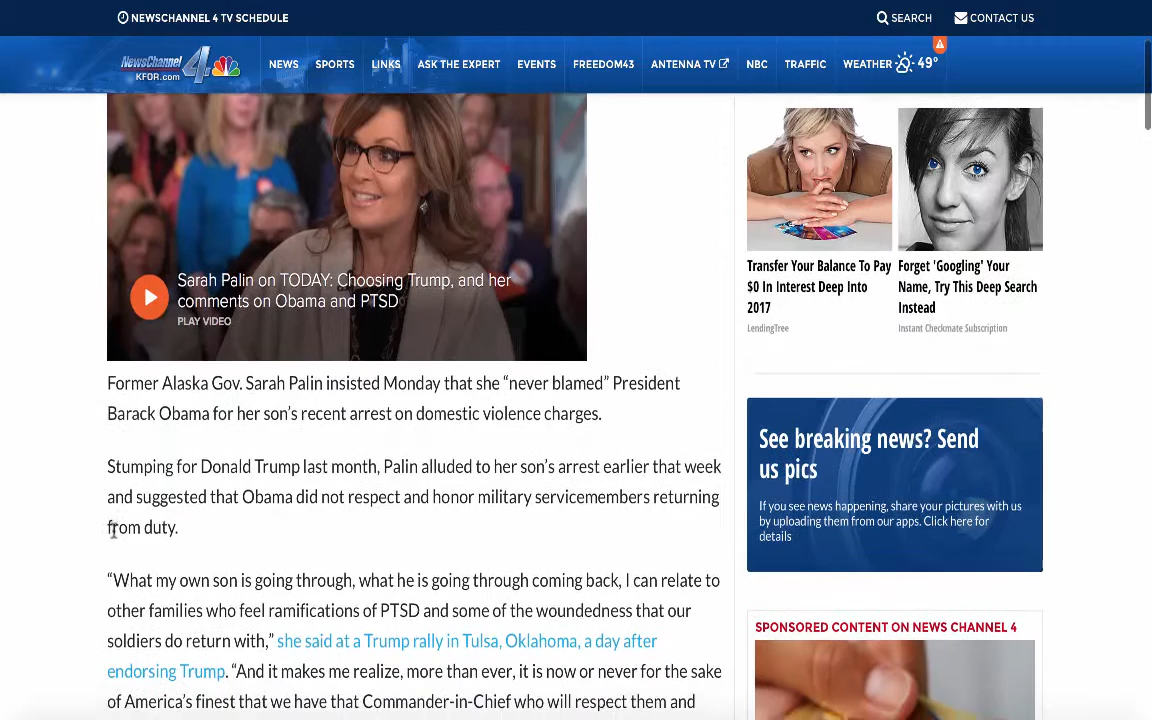 NEWSCHANNEL 4 TV SCHEDULE
SEARCH
CONTACT US
NewsChannel 4
KFOR.com
NEWS
SPORTS
LINKS
ASK THE EXPERT
EVENTS
FREEDOM43
ANTENNA TV
NBC
TRAFFIC
WEATHER
49°
Sarah Palin on TODAY: Choosing Trump, and her
comments on Obama and PTSD
PLAY VIDEO
Former Alaska Gov. Sarah Palin insisted Monday that she “never blamed” President
Barack Obama for her son’s recent arrest on domestic violence charges.
Stumping for Donald Trump last month, Palin alluded to her son’s arrest earlier that week
and suggested that Obama did not respect and honor military servicemembers returning
from duty.
“What my own son is going through, what he is going through coming back, I can relate to
other families who feel ramifications of PTSD and some of the woundedness that our
soldiers do return with,” she said at a Trump rally in Tulsa, Oklahoma, a day after
endorsing Trump. “And it makes me realize, more than ever, it is now or never for the sake
of America’s finest that we have that Commander-in-Chief who will respect them and
Transfer Your Balance To Pay
$0 In Interest Deep Into
2017
LendingTree
Forget 'Googling' Your
Name, Try This Deep Search
Instead
Instant Checkmate Subscription
See breaking news? Send
us pics
If you see news happening, share your pictures with us
by uploading them from our apps. Click here for
details
SPONSORED CONTENT ON NEWS CHANNEL 4